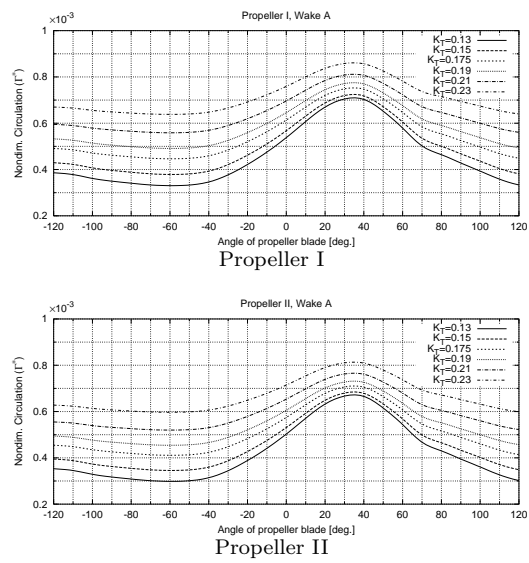 Propeller I, Wake A
×10⁻³
1
0.8
0.6
0.4
0.2
Nondim. Circulation (Γ")
K_T=0.13
K_T=0.15
K_T=0.175
K_T=0.19
K_T=0.21
K_T=0.23
-120 -100 -80 -60 -40 -20 0 20 40 60 80 100 120
Angle of propeller blade [deg.]
Propeller I
Propeller II, Wake A
×10⁻³
1
0.8
0.6
0.4
0.2
Nondim. Circulation (Γ")
K_T=0.13
K_T=0.15
K_T=0.175
K_T=0.19
K_T=0.21
K_T=0.23
-120 -100 -80 -60 -40 -20 0 20 40 60 80 100 120
Angle of propeller blade [deg.]
Propeller II